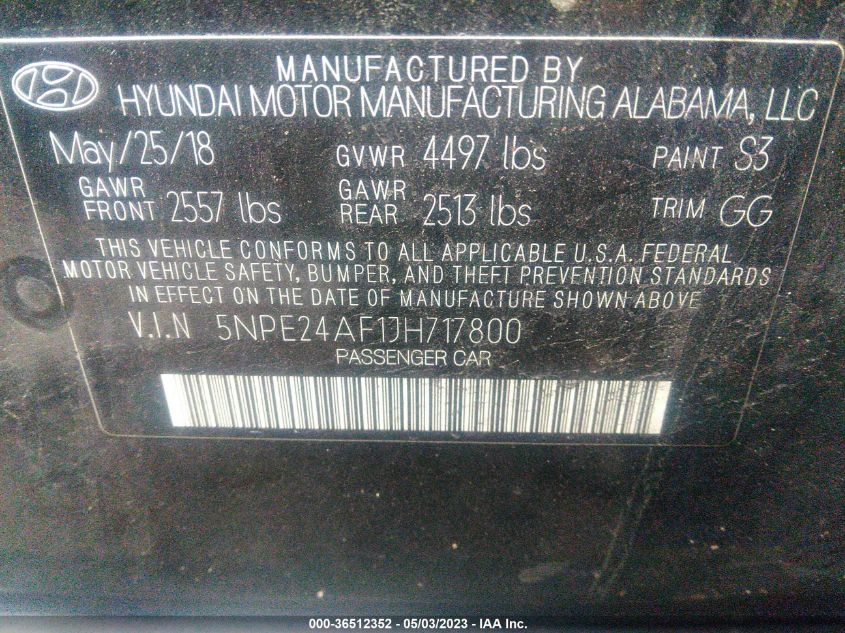 MANUFACTURED BY
HYUNDAI MOTOR MANUFACTURING ALABAMA, LLC
May/25/18 GVWR 4497 lbs PAINT S3
GAWR FRONT 2557 lbs GAWR REAR 2513 lbs TRIM GG
THIS VEHICLE CONFORMS TO ALL APPLICABLE U.S.A. FEDERAL
MOTOR VEHICLE SAFETY, BUMPER, AND THEFT PREVENTION STANDARDS
IN EFFECT ON THE DATE OF MANUFACTURE SHOWN ABOVE
V.I.N 5NPE24AF1JH717800
PASSENGER CAR
000-36512352 - 05/03/2023 - IAA Inc.